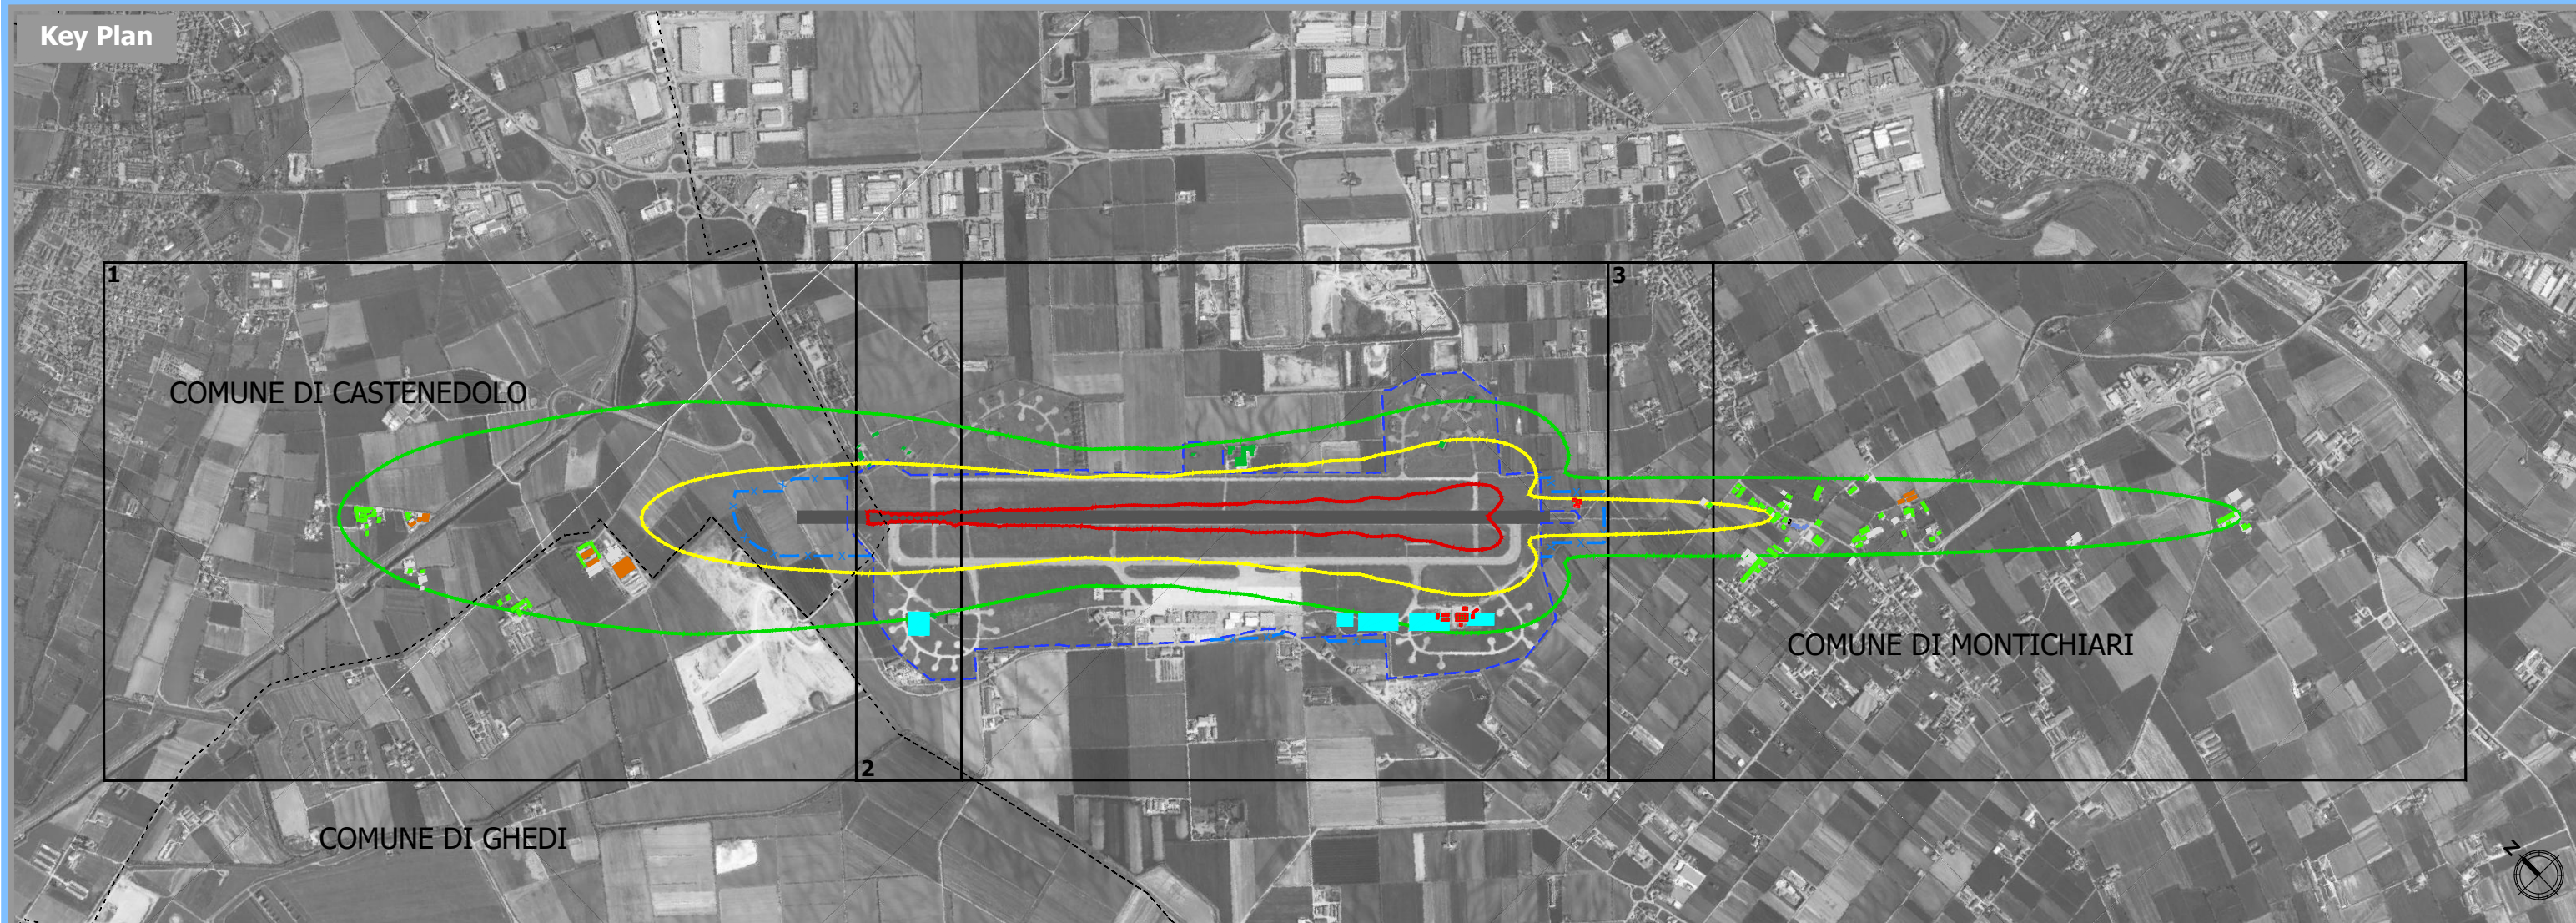 Key Plan
1
3
COMUNE DI CASTENEDOLO
COMUNE DI MONTICHIARI
2
COMUNE DI GHEDI
N